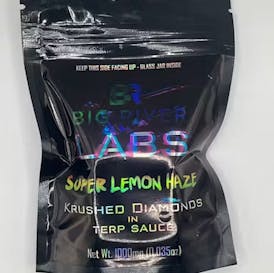 KEEP THIS SIDE FACING UP - GLASS JAR INSIDE
BR
BIG RIVER
LABS
SUPER LEMON HAZE
KRUSHED DIAMONDS
IN
TERP SAUCE
Net Wt. 1000mg (0.035oz)